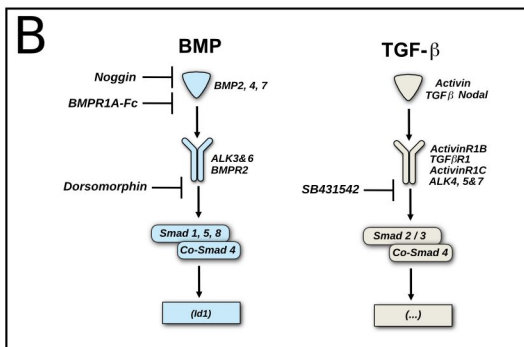 B
BMP
Noggin
BMPR1A-Fc
BMP2, 4, 7
ALK3&6
BMPR2
Dorsomorphin
Smad 1, 5, 8
Co-Smad 4
(Id1)
TGF-β
Activin
TGFβ Nodal
ActivinR1B
TGFβR1
ActivinR1C
ALK4, 5&7
SB431542
Smad 2 / 3
Co-Smad 4
(...)